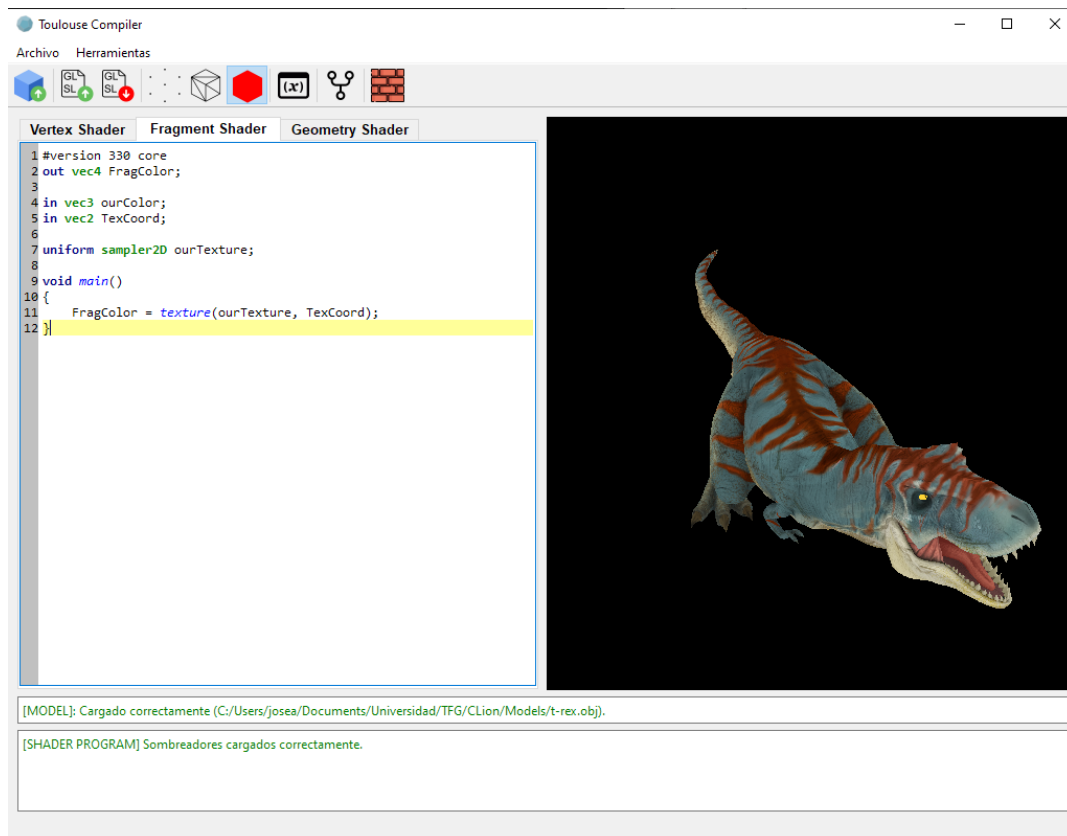 Toulouse Compiler
Archivo Herramientas
GL SL GL SL (x)
Vertex Shader Fragment Shader Geometry Shader
1 #version 330 core
2 out vec4 FragColor;
3
4 in vec3 ourColor;
5 in vec2 TexCoord;
6
7 uniform sampler2D ourTexture;
8
9 void main()
10 {
11     FragColor = texture(ourTexture, TexCoord);
12 }
[MODEL]: Cargado correctamente (C:/Users/josea/Documents/Universidad/TFG/CLion/Models/t-rex.obj).
[SHADER PROGRAM] Sombreadores cargados correctamente.